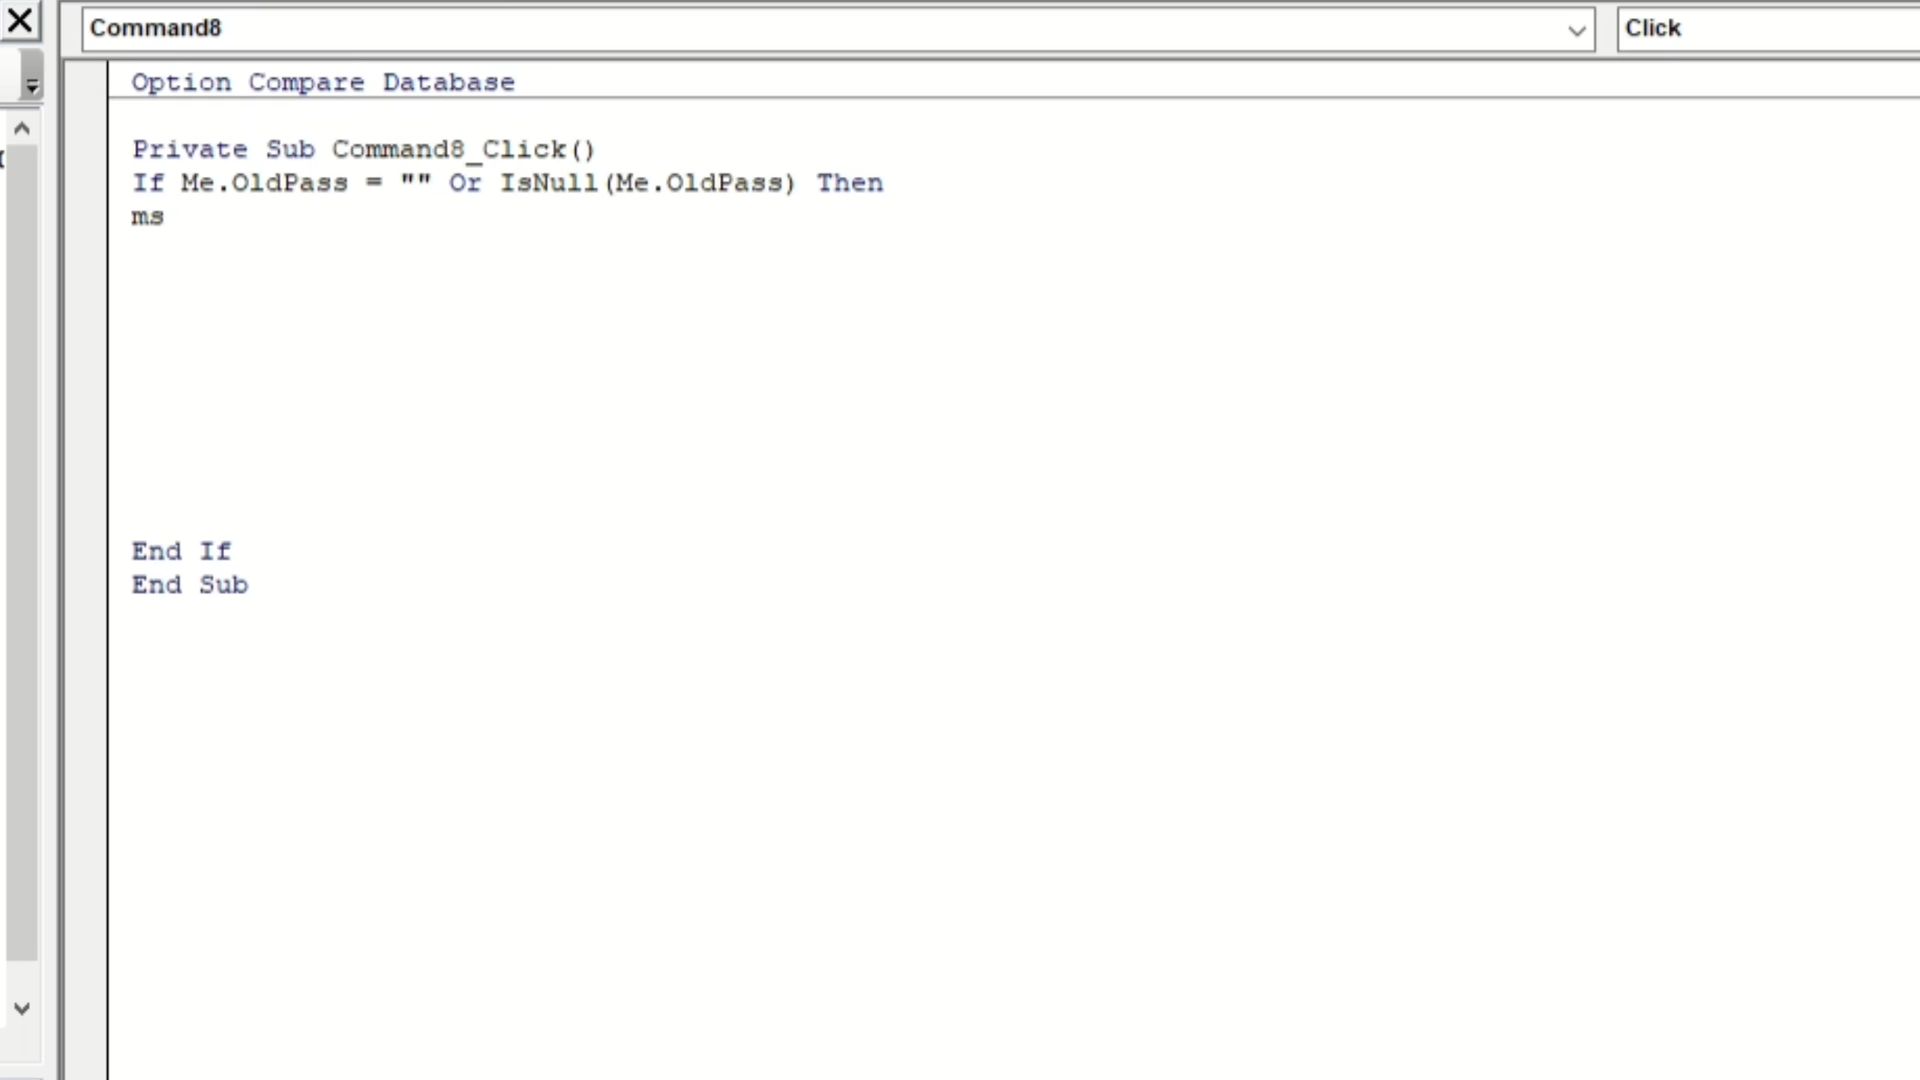 Command8
Click
Option Compare Database
Private Sub Command8_Click()
If Me.OldPass = "" Or IsNull(Me.OldPass) Then
ms
End If
End Sub